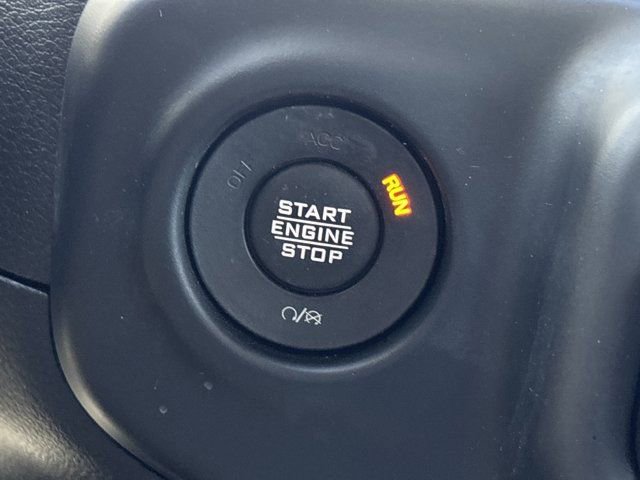 ACC
OFF
RUN
START
ENGINE
STOP